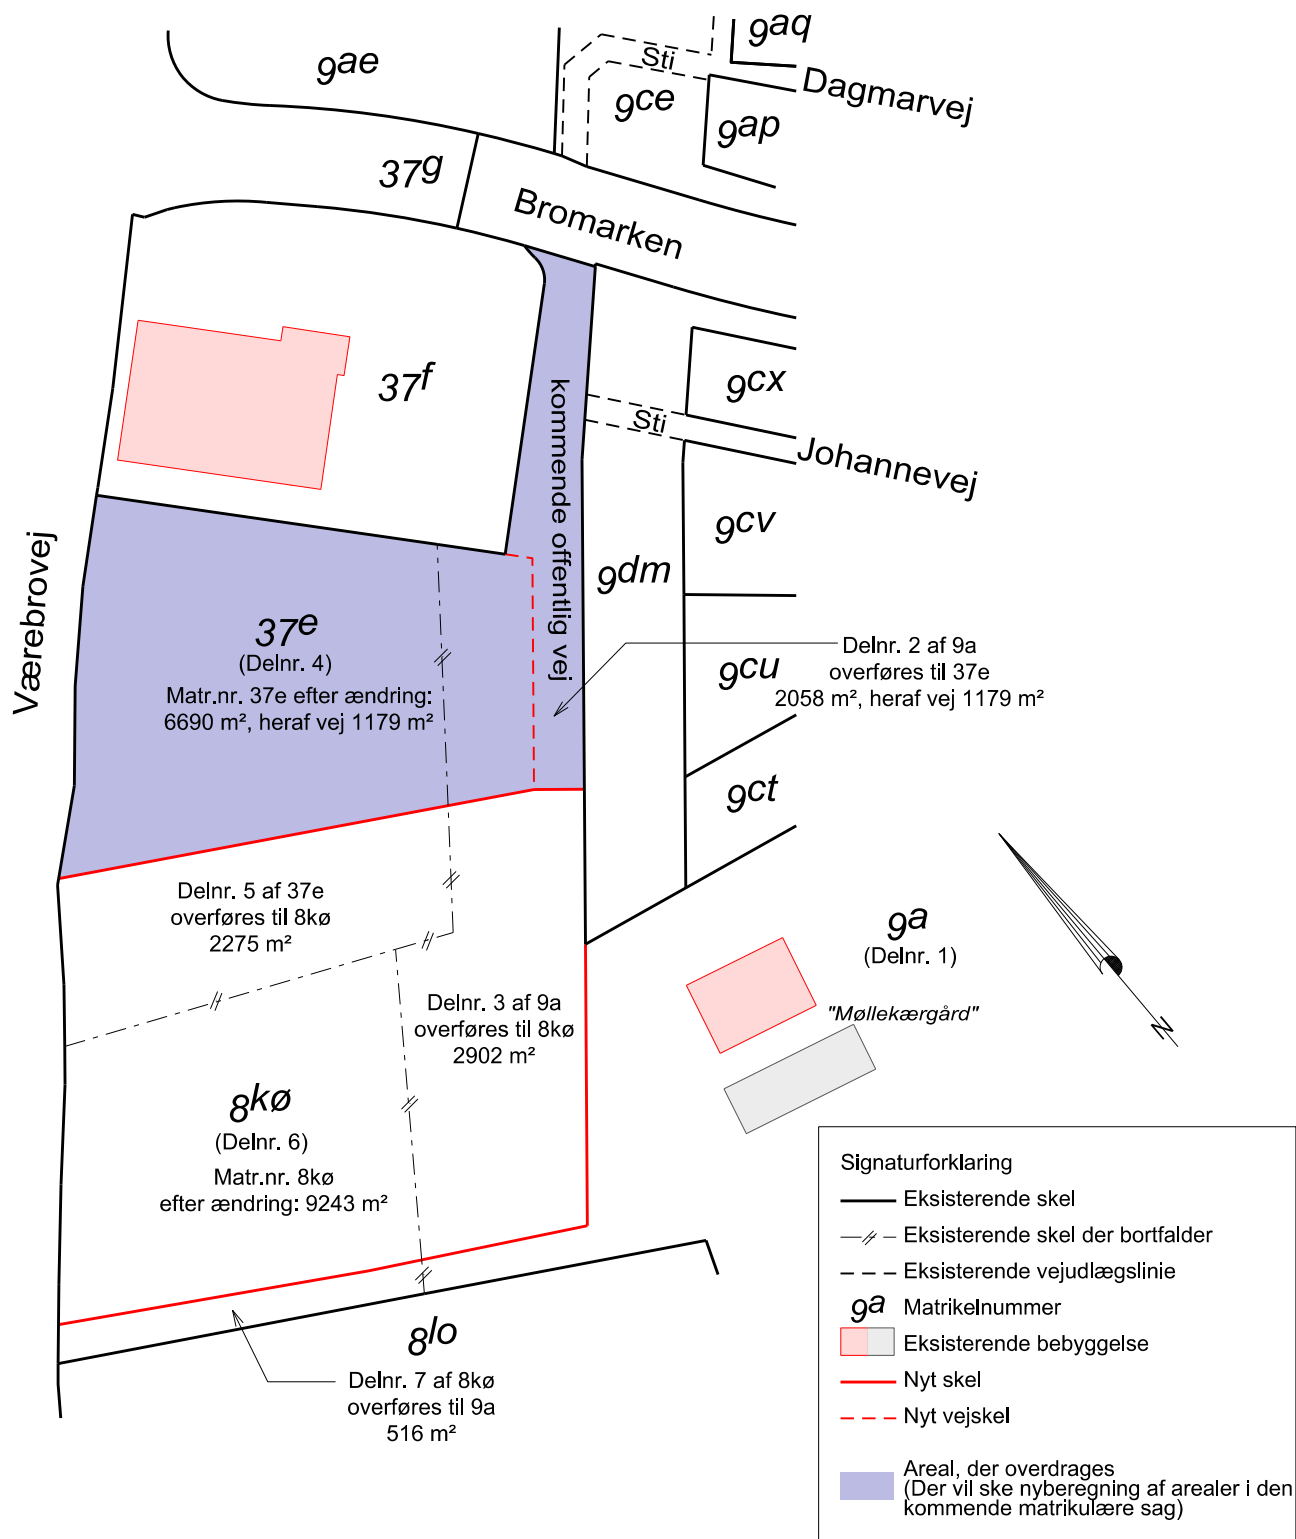 9aq
9ae
Sti
Dagmarvej
9ce
9ap
37g
Bromarken
37f
kommende offentlig vej
9cx
Sti
Johannevej
9cv
Værebrovej
9dm
37e
(Delnr. 4)
Matr.nr. 37e efter ændring:
6690 m², heraf vej 1179 m²
Delnr. 2 af 9a
overføres til 37e
2058 m², heraf vej 1179 m²
9cu
9ct
Delnr. 5 af 37e
overføres til 8kø
2275 m²
9a
(Delnr. 1)
"Møllekærgård"
Delnr. 3 af 9a
overføres til 8kø
2902 m²
N
8kø
(Delnr. 6)
Matr.nr. 8kø
efter ændring: 9243 m²
8lo
Delnr. 7 af 8kø
overføres til 9a
516 m²
Signaturforklaring
Eksisterende skel
Eksisterende skel der bortfalder
Eksisterende vejudlægslinie
9a Matrikelnummer
Eksisterende bebyggelse
Nyt skel
Nyt vejskel
Areal, der overdrages
(Der vil ske nyberegning af arealer i den
kommende matrikulære sag)